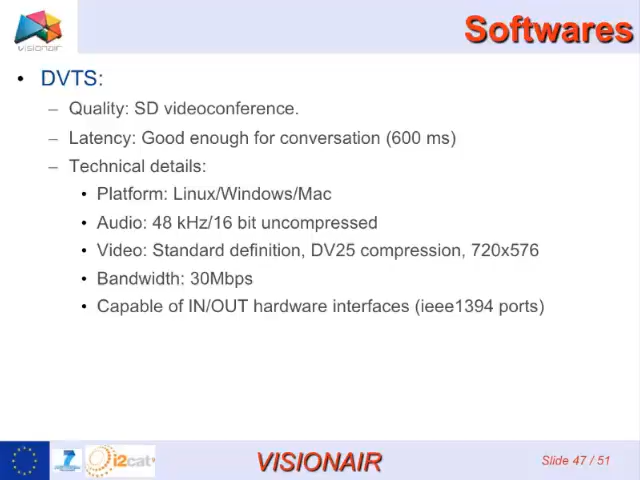 visionair
Softwares
• DVTS:
– Quality: SD videoconference.
– Latency: Good enough for conversation (600 ms)
– Technical details:
• Platform: Linux/Windows/Mac
• Audio: 48 kHz/16 bit uncompressed
• Video: Standard definition, DV25 compression, 720x576
• Bandwidth: 30Mbps
• Capable of IN/OUT hardware interfaces (ieee1394 ports)
i2cat
VISIONAIR
Slide 47 / 51